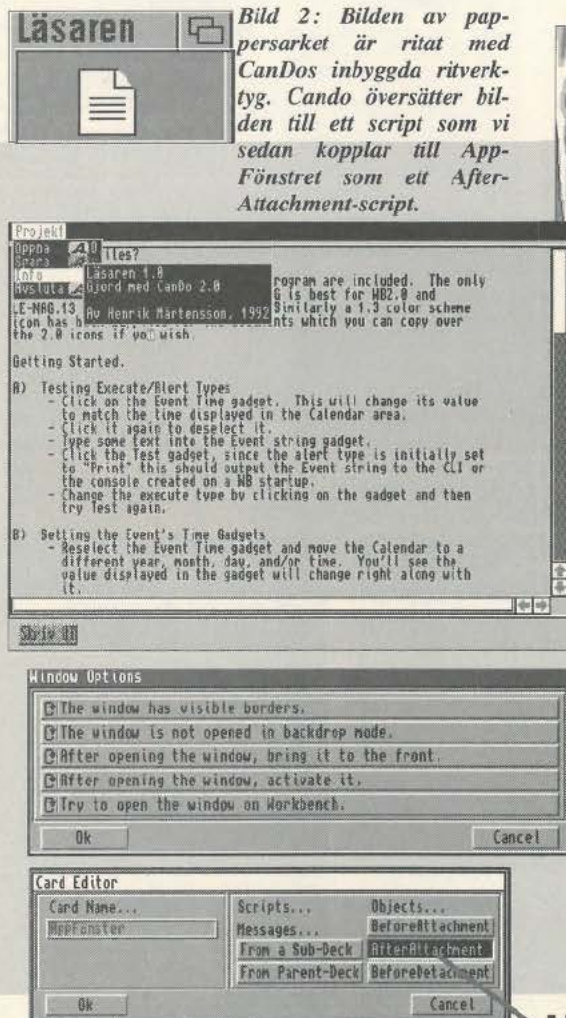 Läsaren
Bild 2: Bilden av pap-
persarket är ritat med
CanDos inbyggda ritverk-
tyg. Cando översätter bil-
den till ett script som vi
sedan kopplar till App-
Fönstret som ett After-
Attachment-script.
Projekt
Öppna A O iles?
Spara
Info Läsaren 1.0 rogram are included. The only
Avsluta A Gjord med CanDo 2.0 G is best for WB2.0 and
LE-NAG.13 Av Henrik Mårtensson, 1992 Similarly a 1.3 color scheme
icon has nts which you can copy over
the 2.0 icons if you wish.
Getting Started.
A) Testing Execute/Alert Types
- Click on the Event Time gadget. This will change its value
to match the time displayed in the Calendar area.
- Click it again to deselect it.
- Type some text into the Event string gadget.
- Click the Test gadget, since the alert type is initially set
to "Print" this should output the Event string to the CLI or
the console created on a WB startup.
- Change the execute type by clicking on the gadget and then
try Test again.
B) Setting the Event's Time Gadgets
- Reselect the Event Time gadget and move the Calendar to a
different year, month, day, and/or time. You'll see the
value displayed in the gadget will change right along with
it.
Skriv Ut
Window Options
The window has visible borders.
The window is not opened in backdrop mode.
After opening the window, bring it to the front.
After opening the window, activate it.
Try to open the window on Workbench.
Ok Cancel
Card Editor
Card Name... Scripts... Objects...
AppFönster Messages... BeforeAttachment
From a Sub-Deck AfterAttachment
From Parent-Deck BeforeDetachment
Ok Cancel